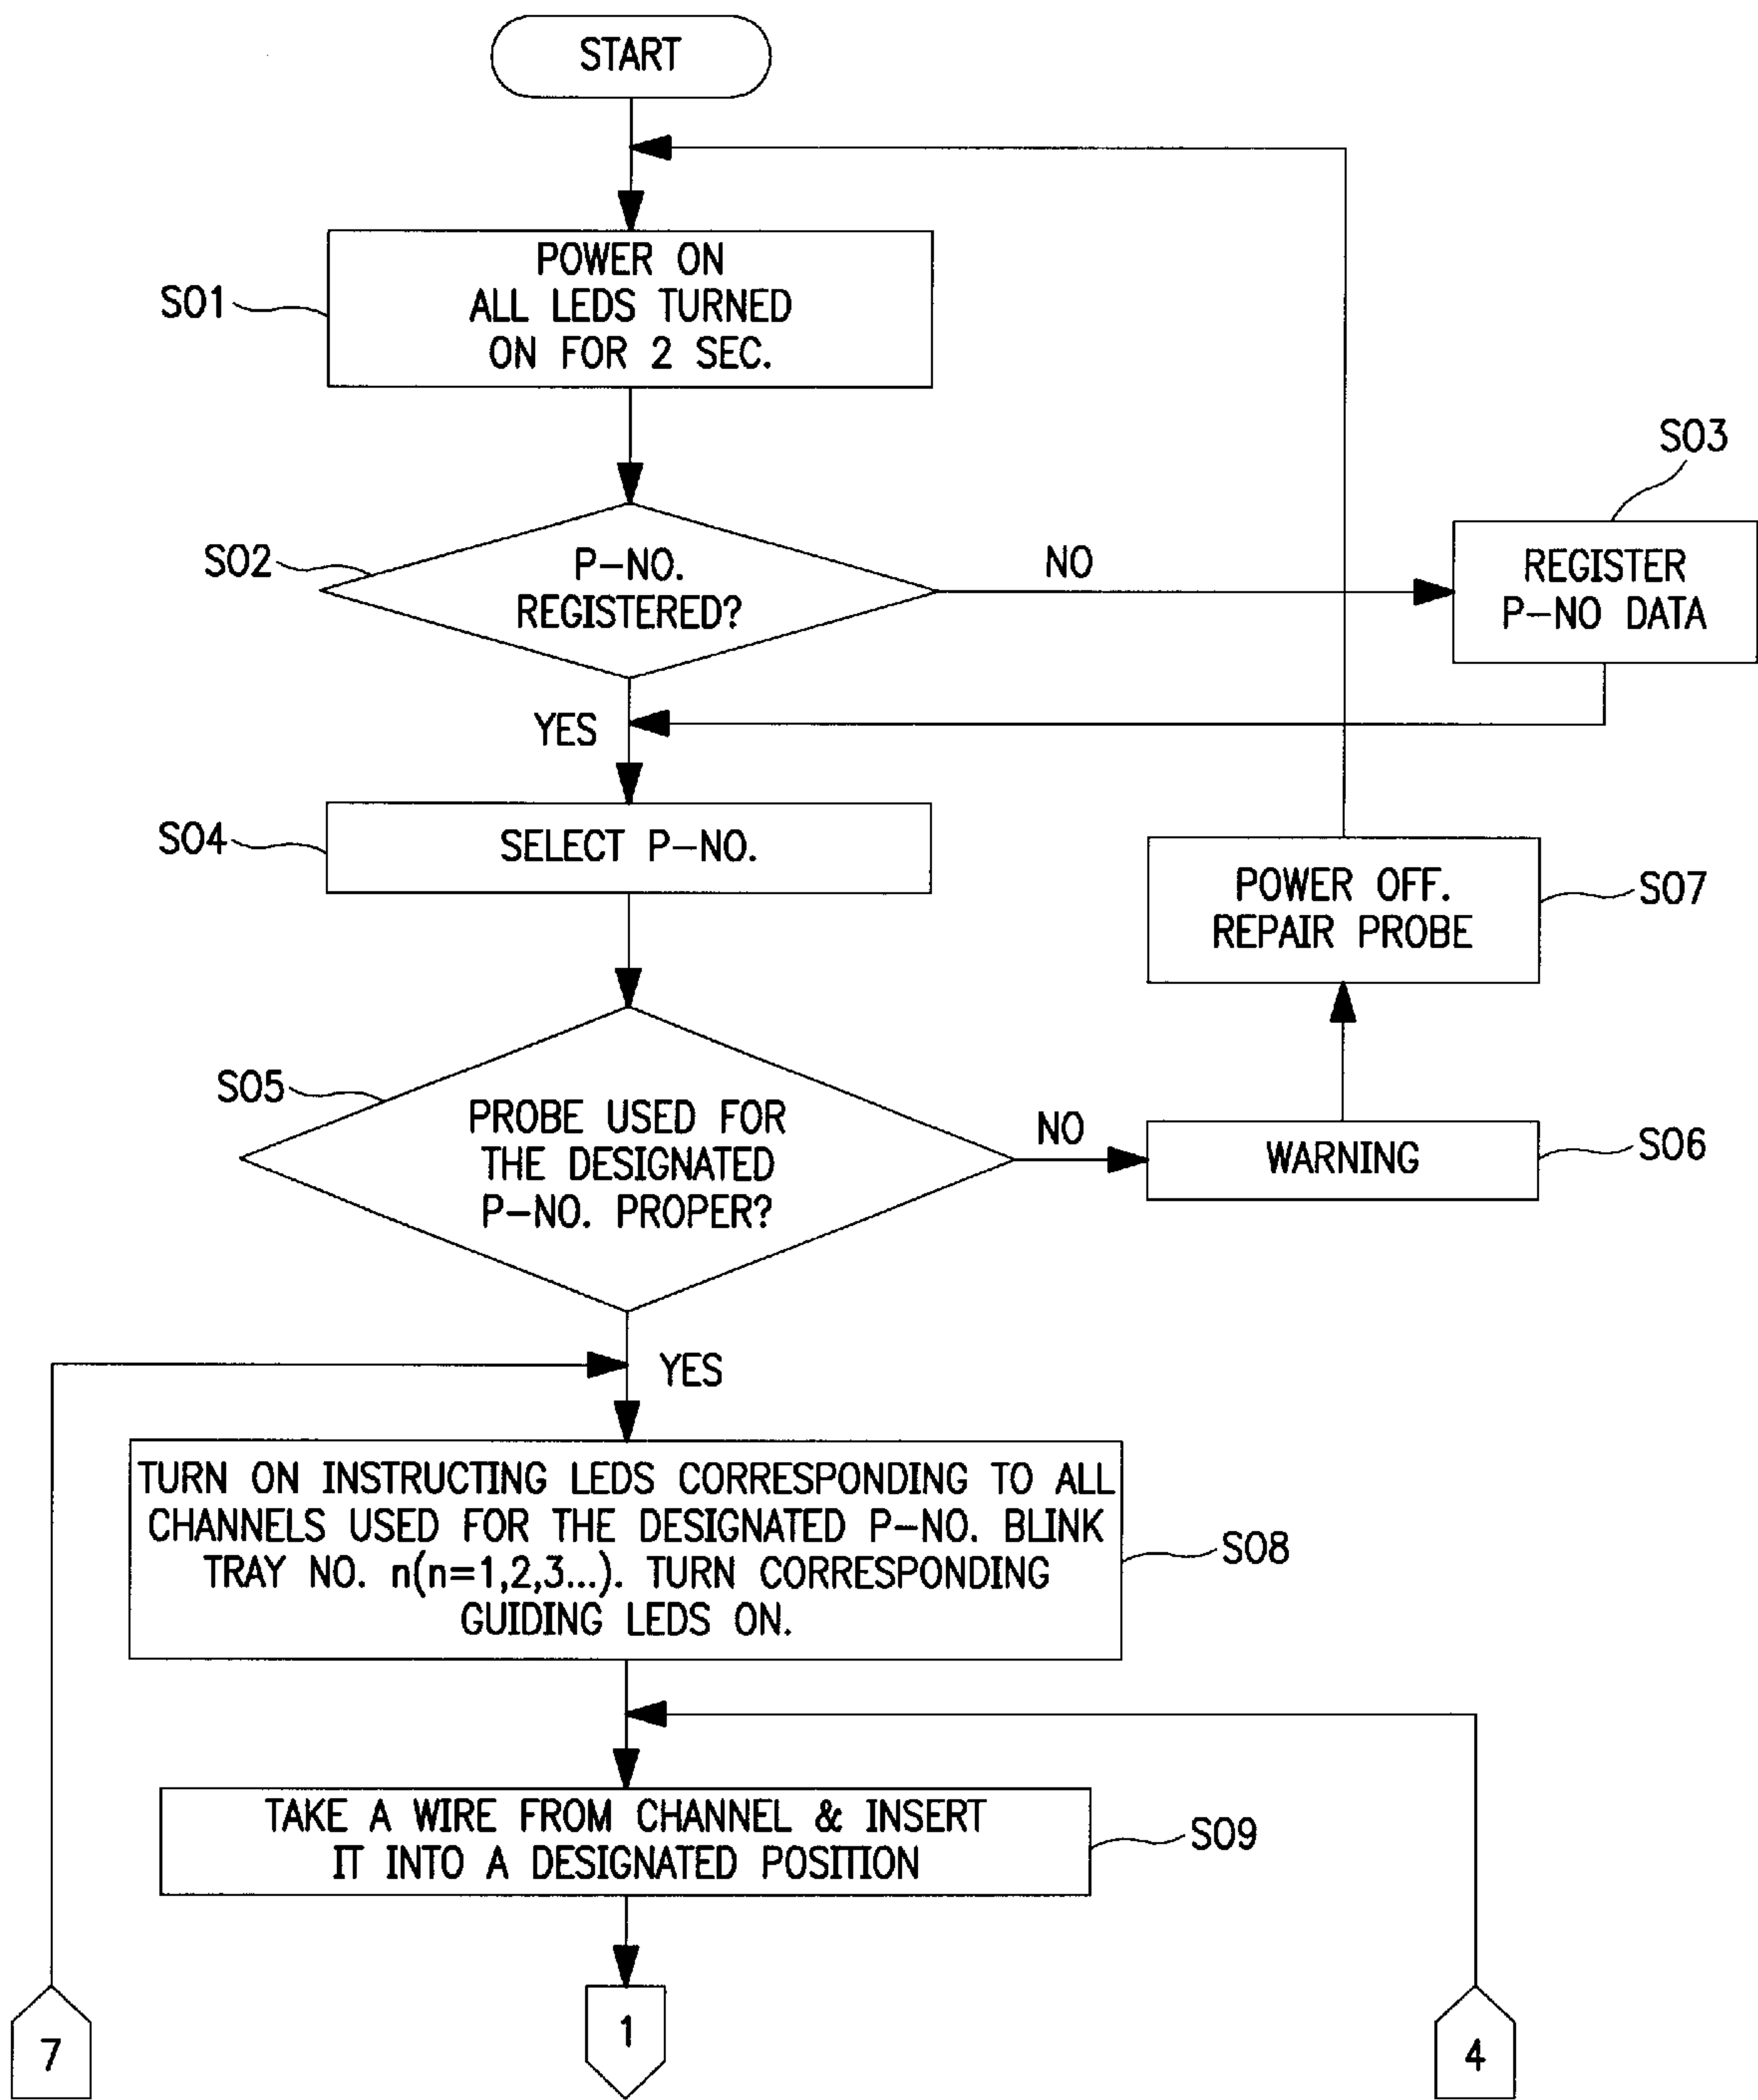 START
S01
POWER ON
ALL LEDS TURNED
ON FOR 2 SEC.
S02
P-NO.
REGISTERED?
NO
S03
REGISTER
P-NO DATA
YES
S04
SELECT P-NO.
POWER OFF.
REPAIR PROBE
S07
S05
PROBE USED FOR
THE DESIGNATED
P-NO. PROPER?
NO
WARNING
S06
YES
TURN ON INSTRUCTING LEDS CORRESPONDING TO ALL
CHANNELS USED FOR THE DESIGNATED P-NO. BLINK
TRAY NO. n(n=1,2,3...). TURN CORRESPONDING
GUIDING LEDS ON.
S08
TAKE A WIRE FROM CHANNEL & INSERT
IT INTO A DESIGNATED POSITION
S09
7
1
4